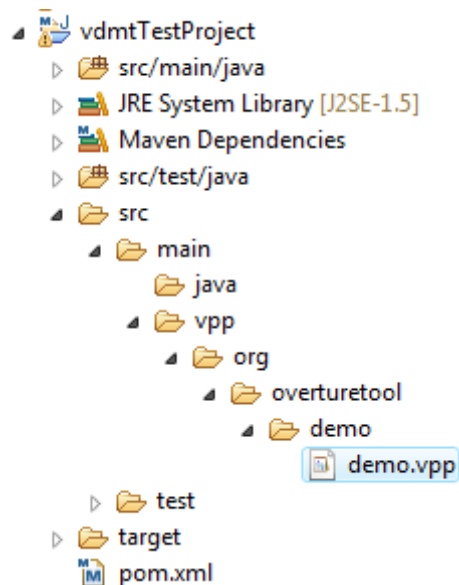 vdmtTestProject
src/main/java
JRE System Library [J2SE-1.5]
Maven Dependencies
src/test/java
src
main
java
vpp
org
overturetool
demo
demo.vpp
test
target
pom.xml